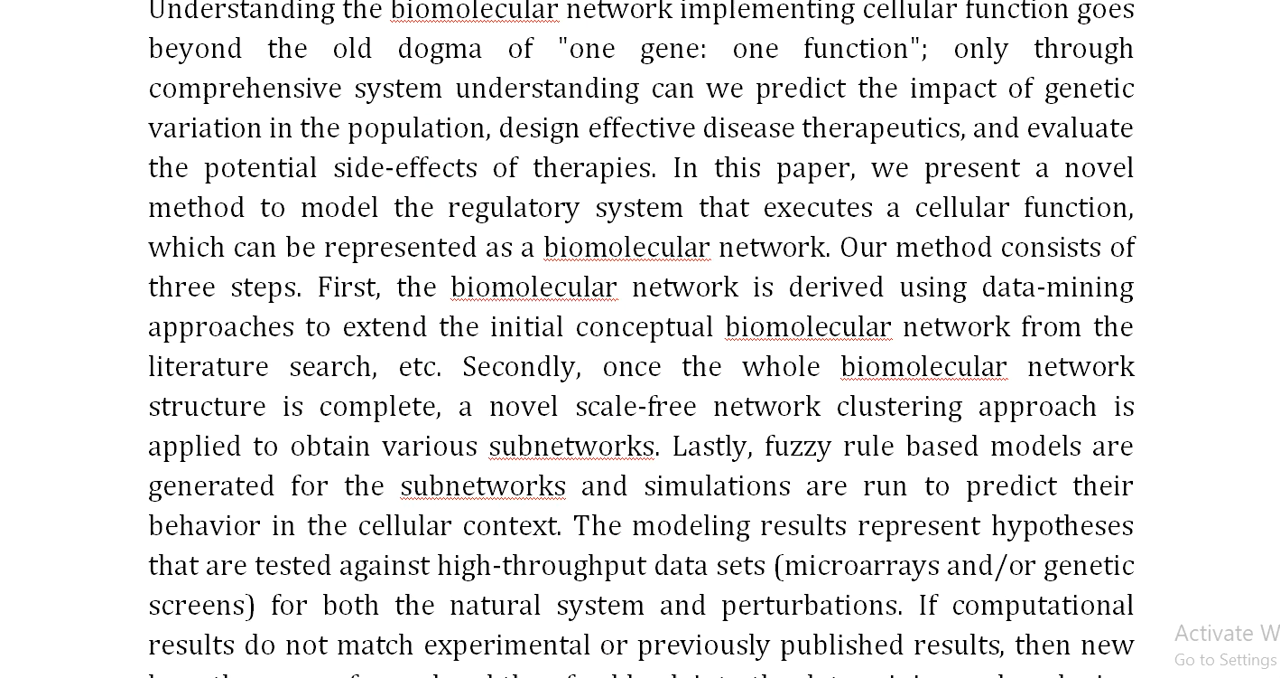 Understanding the biomolecular network implementing cellular function goes
beyond the old dogma of "one gene: one function"; only through
comprehensive system understanding can we predict the impact of genetic
variation in the population, design effective disease therapeutics, and evaluate
the potential side-effects of therapies. In this paper, we present a novel
method to model the regulatory system that executes a cellular function,
which can be represented as a biomolecular network. Our method consists of
three steps. First, the biomolecular network is derived using data-mining
approaches to extend the initial conceptual biomolecular network from the
literature search, etc. Secondly, once the whole biomolecular network
structure is complete, a novel scale-free network clustering approach is
applied to obtain various subnetworks. Lastly, fuzzy rule based models are
generated for the subnetworks and simulations are run to predict their
behavior in the cellular context. The modeling results represent hypotheses
that are tested against high-throughput data sets (microarrays and/or genetic
screens) for both the natural system and perturbations. If computational
results do not match experimental or previously published results, then new
Activate W
Go to Settings